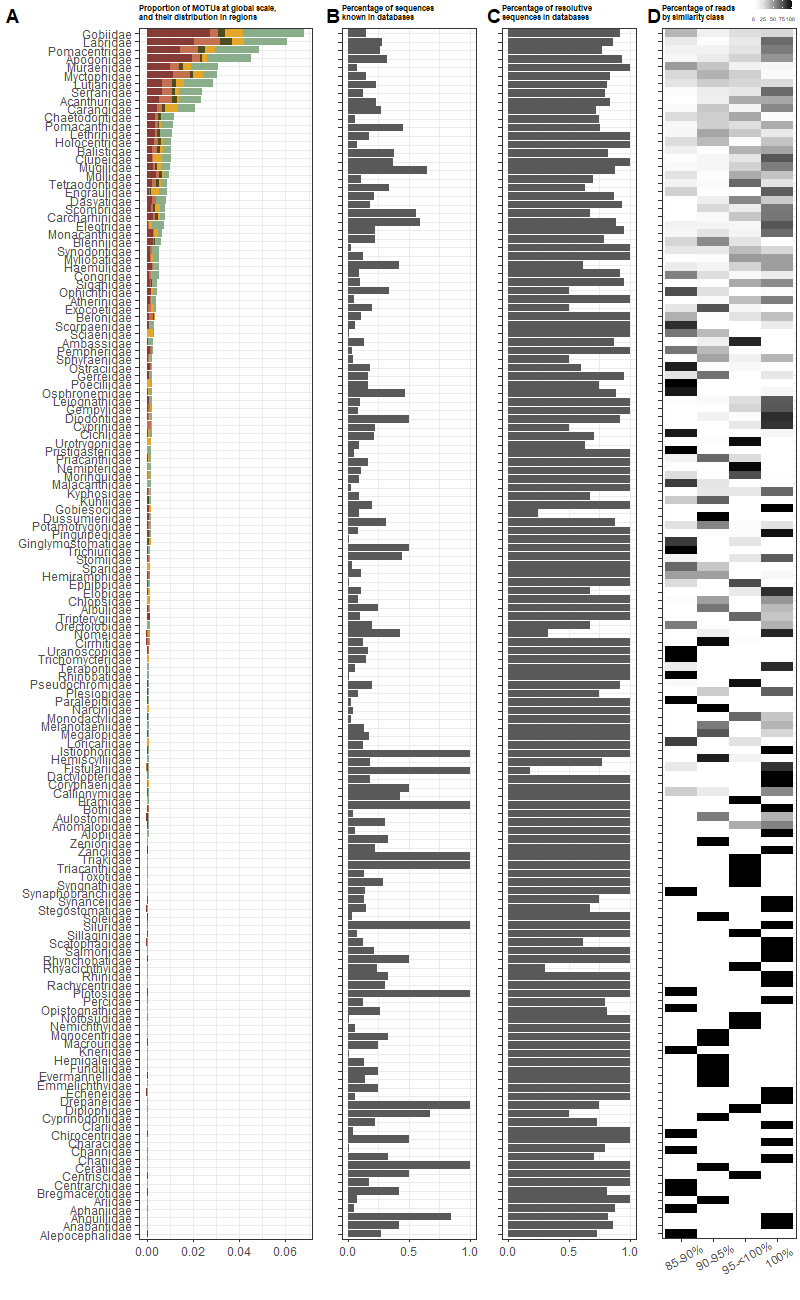 A
Proportion of MOTUs at global scale,
and their distribution in regions
B
Percentage of sequences
known in databases
C
Percentage of resolutive
sequences in databases
D
Percentage of reads
by similarity class
0 25 50 75 100
Gobiidae
Labridae
Pomacentridae
Apogonidae
Muraenidae
Myctophidae
Lutjanidae
Serranidae
Acanthuridae
Carangidae
Chaetodontidae
Pomacanthidae
Lethrinidae
Holocentridae
Balistidae
Clupeidae
Mugilidae
Mullidae
Tetraodontidae
Engraulidae
Dasyatidae
Scombridae
Carcharhinidae
Eleotridae
Monacanthidae
Blenniidae
Synodontidae
Myliobatidae
Haemulidae
Congridae
Siganidae
Ophichthidae
Atherinidae
Exocoetidae
Belonidae
Scorpaenidae
Sciaenidae
Ambassidae
Pempheridae
Sphyraenidae
Ostraciidae
Gerreidae
Poeciliidae
Osphronemidae
Leiognathidae
Gempylidae
Diodontidae
Cyprinidae
Cichlidae
Urotrygonidae
Pristigasteridae
Priacanthidae
Nemipteridae
Moringuidae
Malacanthidae
Kyphosidae
Kuhliidae
Gobiesocidae
Dussumieriidae
Potamotrygonidae
Pinguipedidae
Ginglymostomatidae
Trichiuridae
Stomiidae
Sparidae
Hemiramphidae
Ephippidae
Elopidae
Chlopsidae
Albulidae
Tripterygiidae
Orectolobidae
Nomeidae
Cirrhitidae
Uranoscopidae
Trichomycteridae
Terapontidae
Rhinobatidae
Pseudochromidae
Plesiopidae
Paralepididae
Narcinidae
Monodactylidae
Melanotaeniidae
Megalopidae
Loricariidae
Istiophoridae
Hemiscylliidae
Fistulariidae
Dactylopteridae
Coryphaenidae
Callionymidae
Bramidae
Bothidae
Aulostomidae
Anomalopidae
Alopiidae
Zenionidae
Zanclidae
Triakidae
Triacanthidae
Toxotidae
Syngnathidae
Synaphobranchidae
Synanceiidae
Stegostomatidae
Soleidae
Siluridae
Sillaginidae
Scatophagidae
Salmonidae
Rhynchobatidae
Rhyacichthyidae
Rhinidae
Rachycentridae
Plotosidae
Percidae
Opistognathidae
Notosudidae
Nemichthyidae
Monocentridae
Macrouridae
Kneriidae
Hemigaleidae
Fundulidae
Evermannellidae
Emmelichthyidae
Echeneidae
Drepaneidae
Diplophidae
Cyprinodontidae
Clariidae
Chirocentridae
Characidae
Channidae
Chanidae
Ceratiidae
Centriscidae
Centrarchidae
Bregmacerotidae
Ariidae
Aphaniidae
Anguillidae
Anabantidae
Alepocephalidae
0.00 0.02 0.04 0.06
0.0 0.5 1.0
0.0 0.5 1.0
85-90% 90-95% 95-<100% 100%